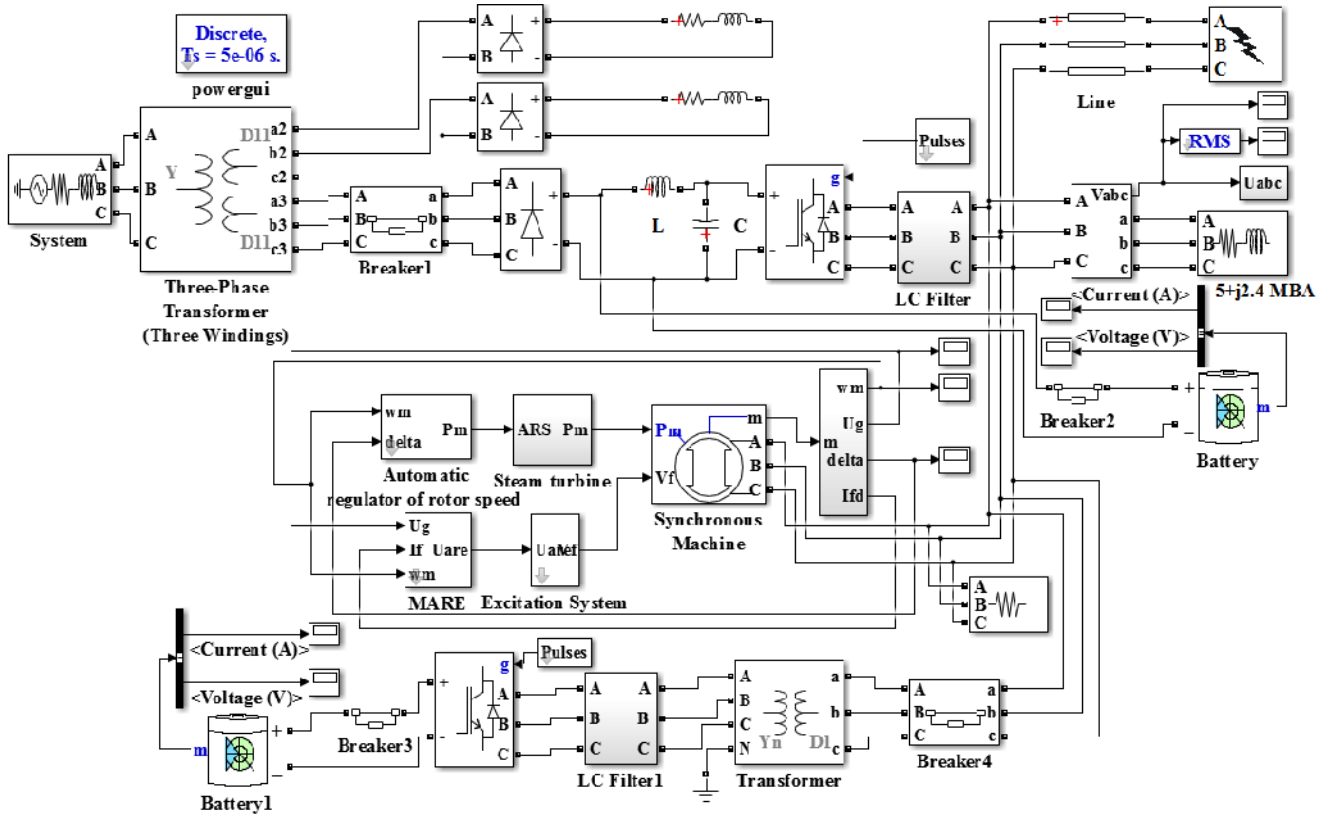 Discrete,
Ts = 5e-06 s.
powergui
A
B
C
System
A
B
C
Y
D11
D11
a2
b2
c2
a3
b3
c3
Three-Phase
Transformer
(Three Windings)
A
B
+
-
A
B
+
-
A
B
C
a
b
c
Breaker1
A
B
C
+
-
L
C
Pulses
g
+
-
A
B
C
A
B
C
A
B
C
LC Filter
A
B
C
Line
RMS
Uabc
A
B
C
Vabc
a
b
c
A
B
C
5+j2.4 MBA
<Current (A)>
<Voltage (V)>
Breaker2
+
-
m
Battery
wm
delta
Pm
Automatic
regulator of rotor speed
ARS
Pm
Steam turbine
Pm
Vf
m
A
B
C
Synchronous
Machine
m
wm
Ug
delta
Ifd
Ug
If
wm
Uare
MARE
Excitation System
A
B
C
<Current (A)>
<Voltage (V)>
m
+
-
Battery1
Breaker3
Pulses
g
+
-
A
B
C
A
B
C
A
B
C
LC Filter1
A
B
C
N
Yn
D1
a
b
c
Transformer
A
B
C
a
b
c
Breaker4